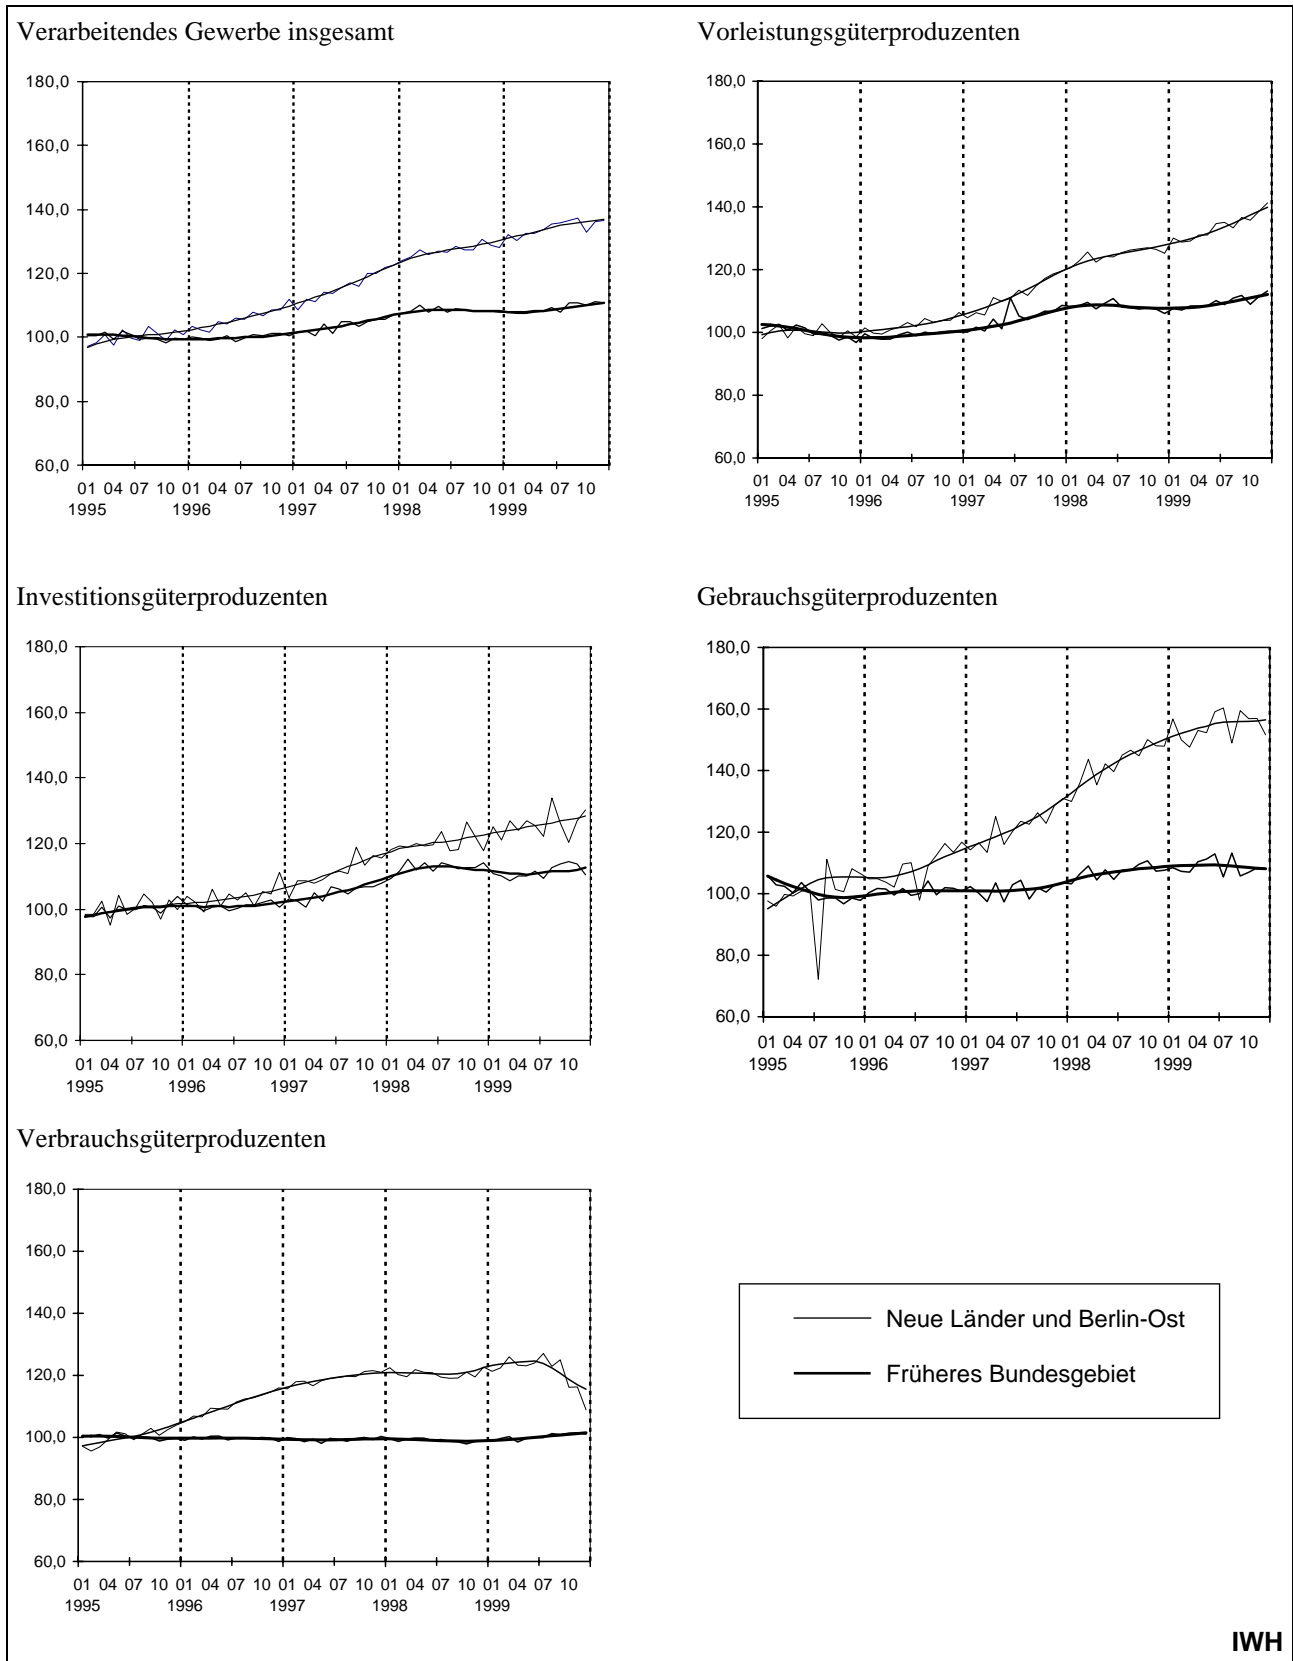 Verarbeitendes Gewerbe insgesamt
180,0
160,0
140,0
120,0
100,0
80,0
60,0
01 04 07 10 01 04 07 10 01 04 07 10 01 04 07 10 01 04 07 10
1995 1996 1997 1998 1999
Vorleistungsgüterproduzenten
180,0
160,0
140,0
120,0
100,0
80,0
60,0
01 04 07 10 01 04 07 10 01 04 07 10 01 04 07 10 01 04 07 10
1995 1996 1997 1998 1999
Investitionsgüterproduzenten
180,0
160,0
140,0
120,0
100,0
80,0
60,0
01 04 07 10 01 04 07 10 01 04 07 10 01 04 07 10 01 04 07 10
1995 1996 1997 1998 1999
Gebrauchsgüterproduzenten
180,0
160,0
140,0
120,0
100,0
80,0
60,0
01 04 07 10 01 04 07 10 01 04 07 10 01 04 07 10 01 04 07 10
1995 1996 1997 1998 1999
Verbrauchsgüterproduzenten
180,0
160,0
140,0
120,0
100,0
80,0
60,0
01 04 07 10 01 04 07 10 01 04 07 10 01 04 07 10 01 04 07 10
1995 1996 1997 1998 1999
Neue Länder und Berlin-Ost
Früheres Bundesgebiet
IWH